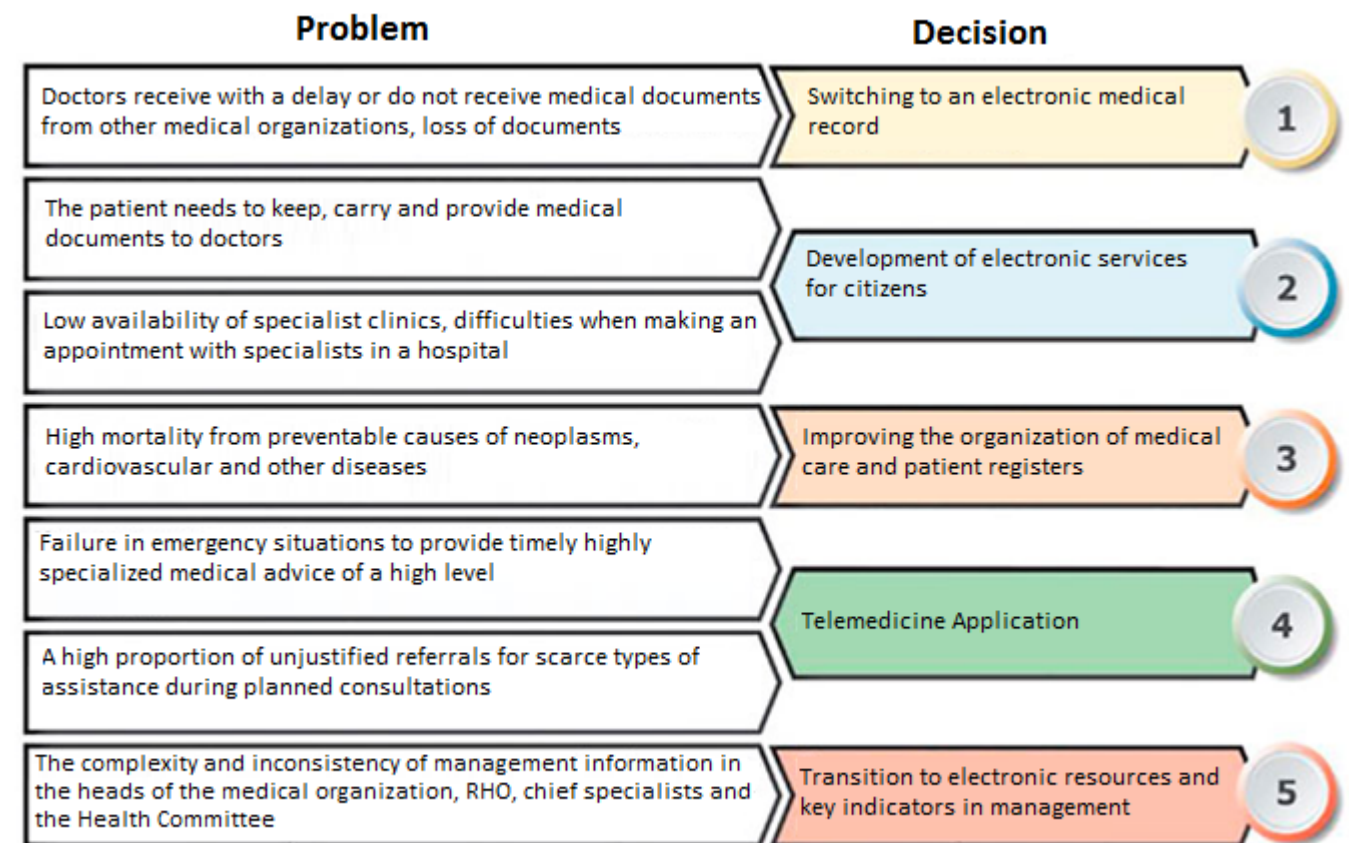 Problem
Decision
Doctors receive with a delay or do not receive medical documents
from other medical organizations, loss of documents
Switching to an electronic medical
record
1
The patient needs to keep, carry and provide medical
documents to doctors
Development of electronic services
for citizens
2
Low availability of specialist clinics, difficulties when making an
appointment with specialists in a hospital
High mortality from preventable causes of neoplasms,
cardiovascular and other diseases
Improving the organization of medical
care and patient registers
3
Failure in emergency situations to provide timely highly
specialized medical advice of a high level
Telemedicine Application
4
A high proportion of unjustified referrals for scarce types of
assistance during planned consultations
The complexity and inconsistency of management information in
the heads of the medical organization, RHO, chief specialists and
the Health Committee
Transition to electronic resources and
key indicators in management
5